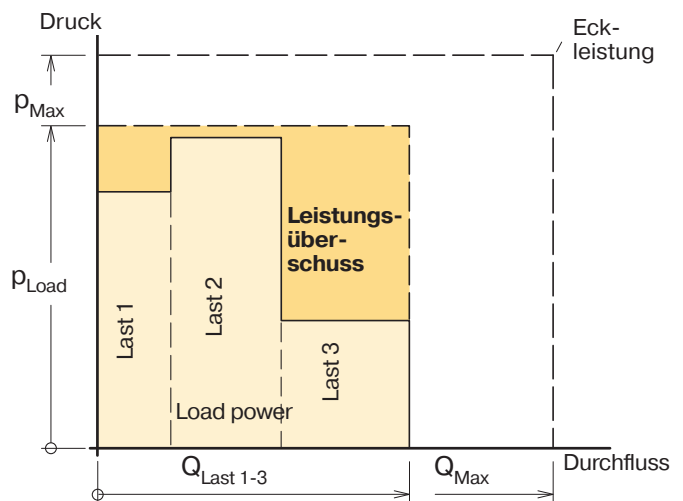 Druck
Eck-
leistung
pMax
Leistungs-
über-
schuss
pLoad
Last 1
Last 2
Last 3
Load power
QLast 1-3
QMax
Durchfluss